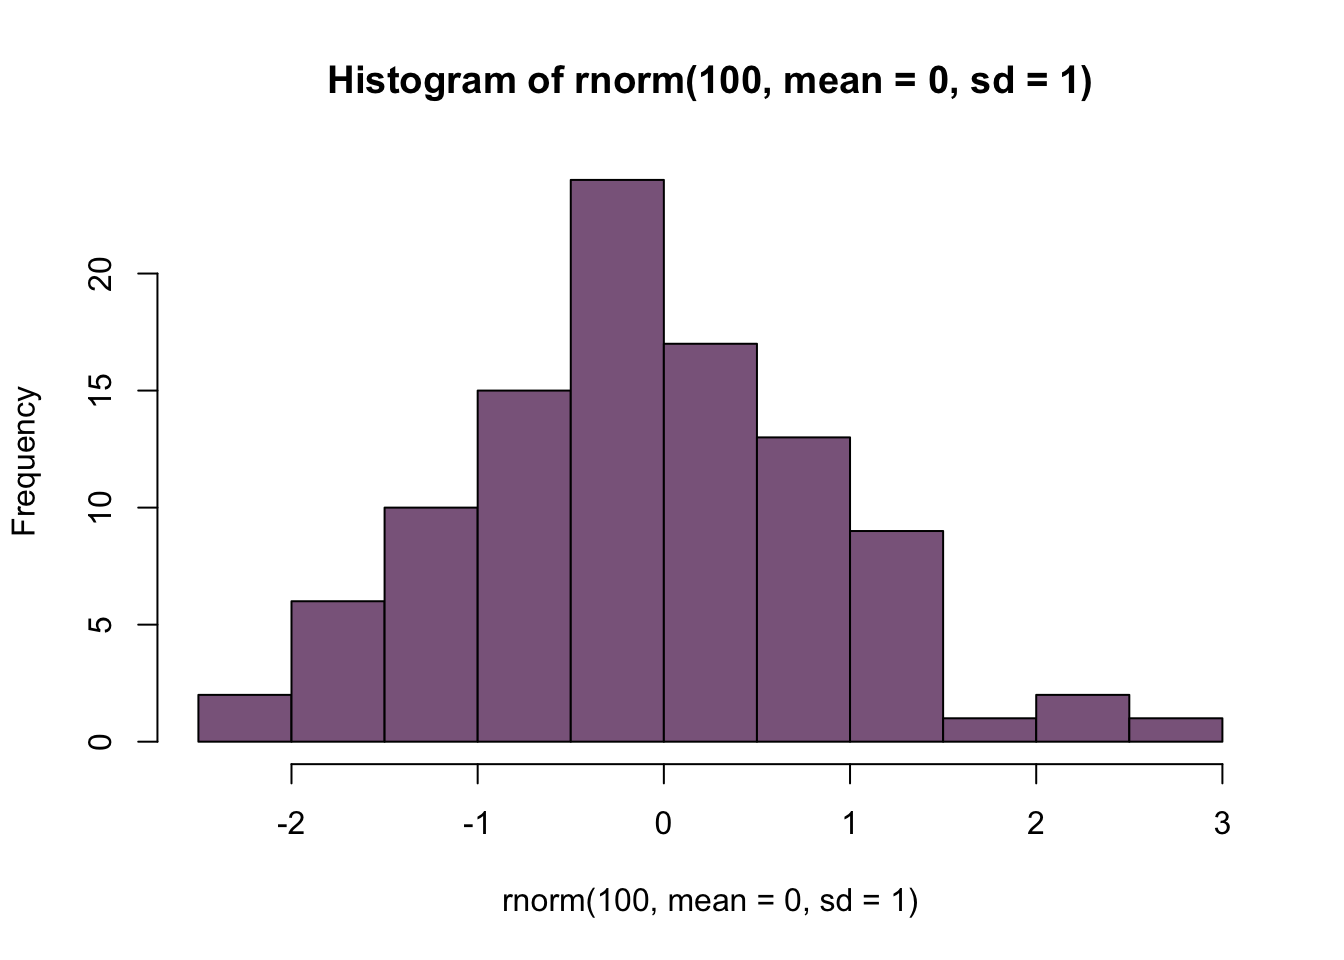 Histogram of rnorm(100, mean = 0, sd = 1)
Frequency
20
15
10
5
0
-2 -1 0 1 2 3
rnorm(100, mean = 0, sd = 1)